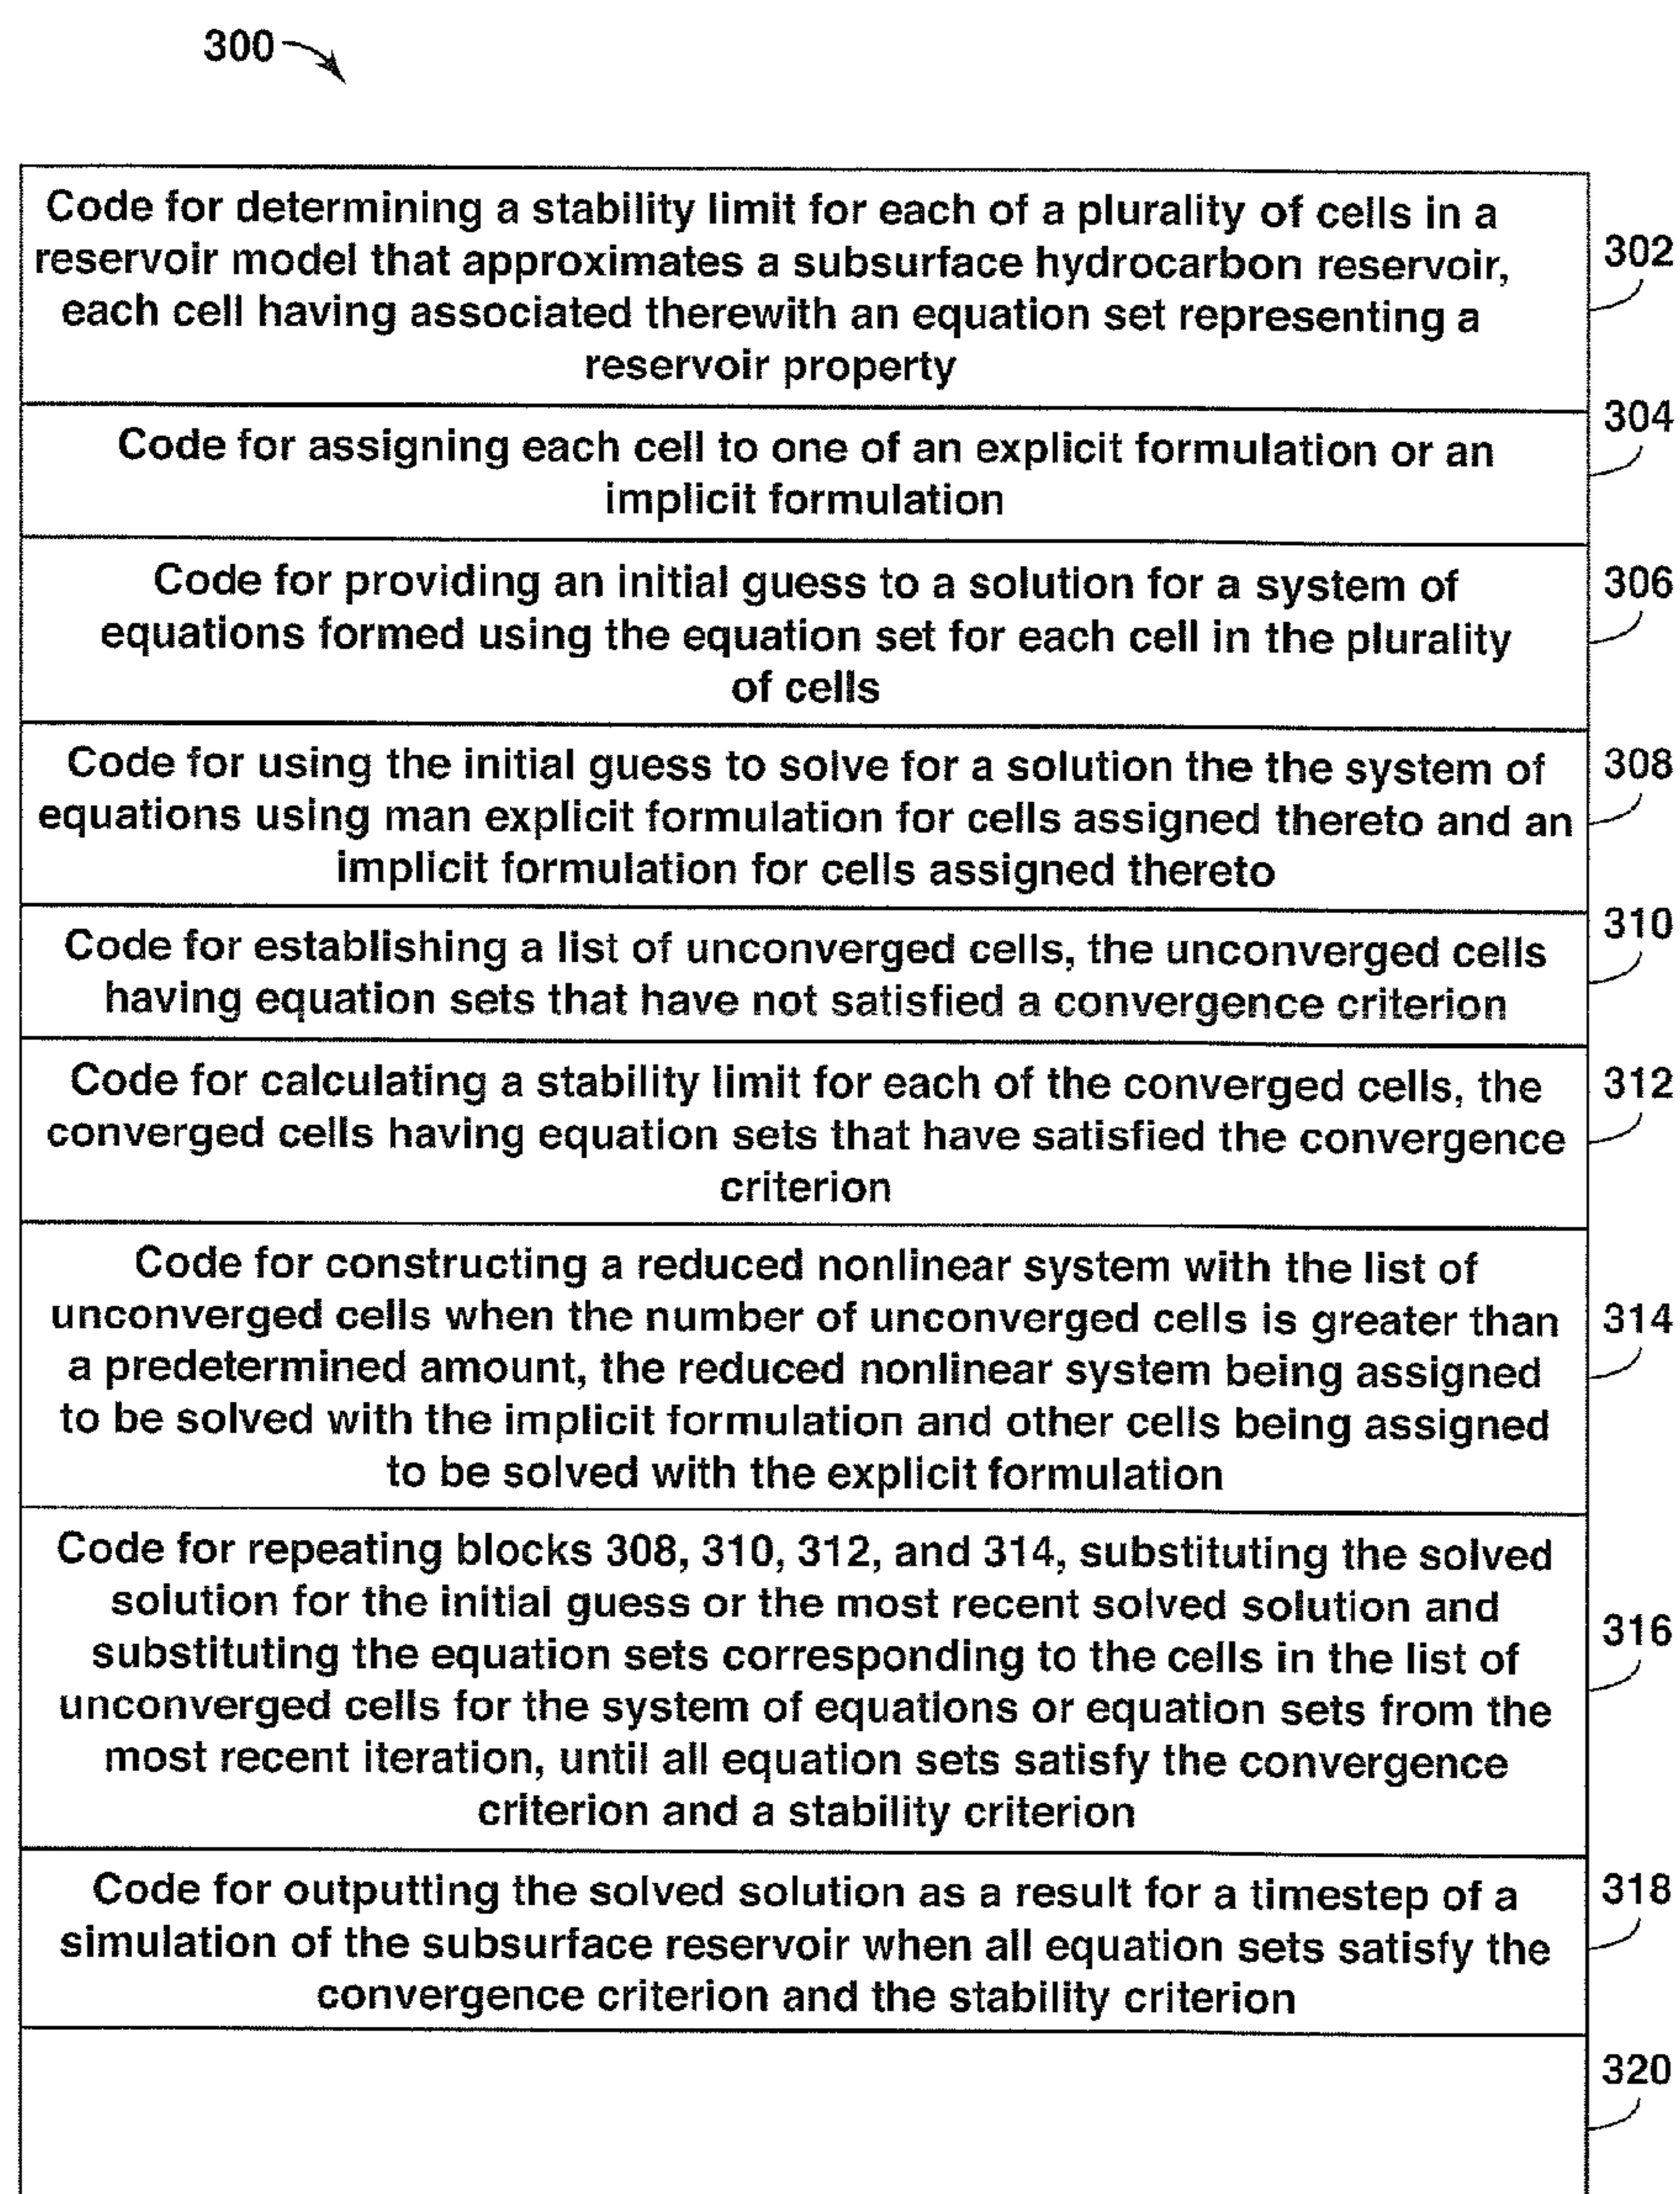 300
Code for determining a stability limit for each of a plurality of cells in a
reservoir model that approximates a subsurface hydrocarbon reservoir,
each cell having associated therewith an equation set representing a
reservoir property
302
Code for assigning each cell to one of an explicit formulation or an
implicit formulation
304
Code for providing an initial guess to a solution for a system of
equations formed using the equation set for each cell in the plurality
of cells
306
Code for using the initial guess to solve for a solution the the system of
equations using man explicit formulation for cells assigned thereto and an
implicit formulation for cells assigned thereto
308
Code for establishing a list of unconverged cells, the unconverged cells
having equation sets that have not satisfied a convergence criterion
310
Code for calculating a stability limit for each of the converged cells, the
converged cells having equation sets that have satisfied the convergence
criterion
312
Code for constructing a reduced nonlinear system with the list of
unconverged cells when the number of unconverged cells is greater than
a predetermined amount, the reduced nonlinear system being assigned
to be solved with the implicit formulation and other cells being assigned
to be solved with the explicit formulation
314
Code for repeating blocks 308, 310, 312, and 314, substituting the solved
solution for the initial guess or the most recent solved solution and
substituting the equation sets corresponding to the cells in the list of
unconverged cells for the system of equations or equation sets from the
most recent iteration, until all equation sets satisfy the convergence
criterion and a stability criterion
316
Code for outputting the solved solution as a result for a timestep of a
simulation of the subsurface reservoir when all equation sets satisfy the
convergence criterion and the stability criterion
318
320